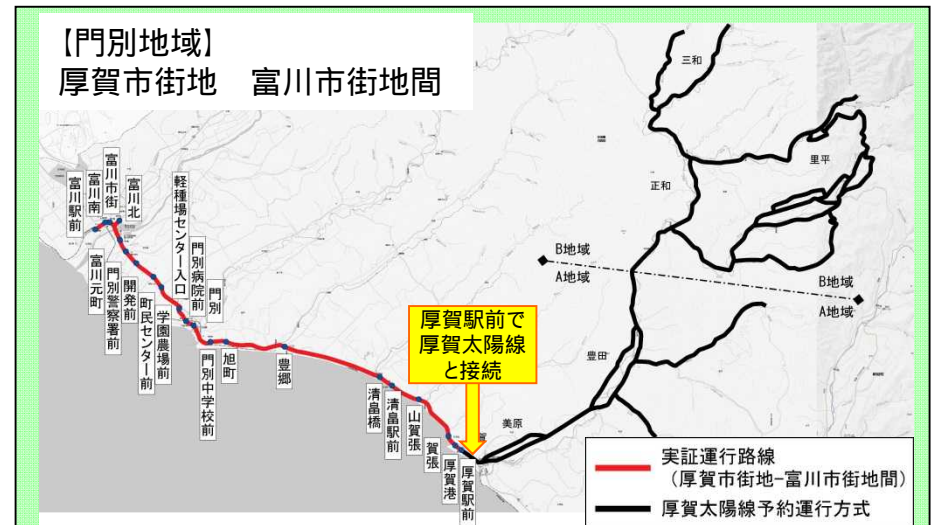 【門別地域】
厚賀市街地　富川市街地間
三和
里平
正和
B地域
A地域
B地域
A地域
豊田
美原
賀
富川駅前
富川南
富川市街
富川北
軽種場センター入口
門別病院前
門別
富川元町
門別警察署前
開発前
町民センター前
学園農場前
門別中学校前
旭町
豊郷
清畠橋
清畠駅前
山賀張
賀張
厚賀港
厚賀駅前
厚賀駅前で
厚賀太陽線
と接続
実証運行路線
（厚賀市街地-富川市街地間）
厚賀太陽線予約運行方式